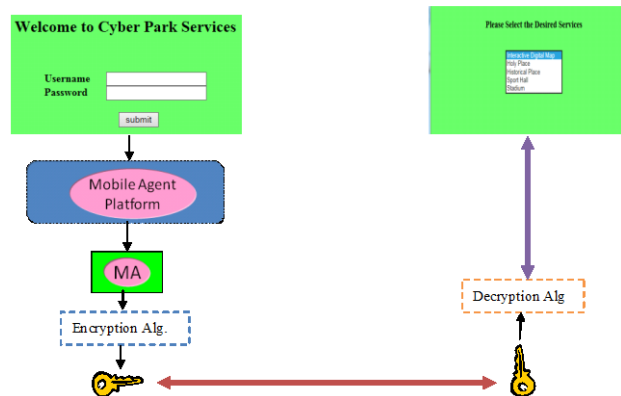 Welcome to Cyber Park Services
Username
Password
submit
Mobile Agent
Platform
MA
Encryption Alg.
Please Select the Desired Services
Interactive Digital Map
Holy Place
Historical Place
Sport Hall
Stadium
Decryption Alg